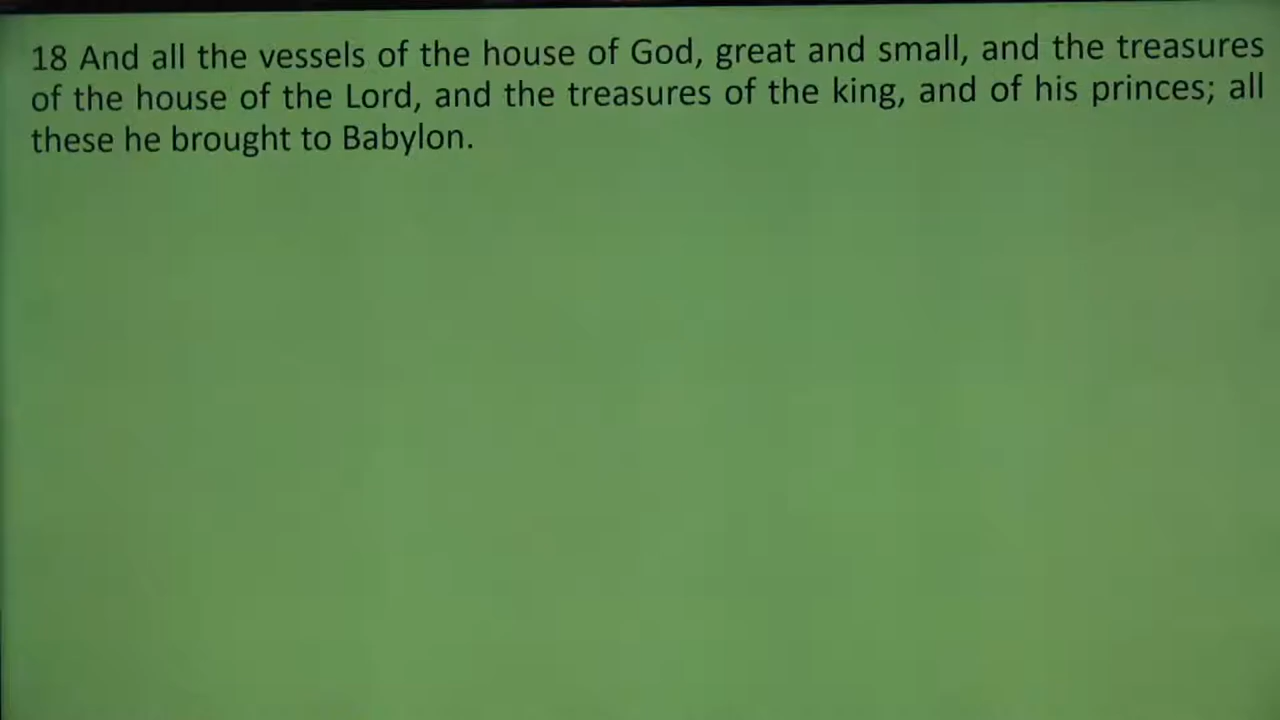 18 And all the vessels of the house of God, great and small, and the treasures
of the house of the Lord, and the treasures of the king, and of his princes; all
these he brought to Babylon.